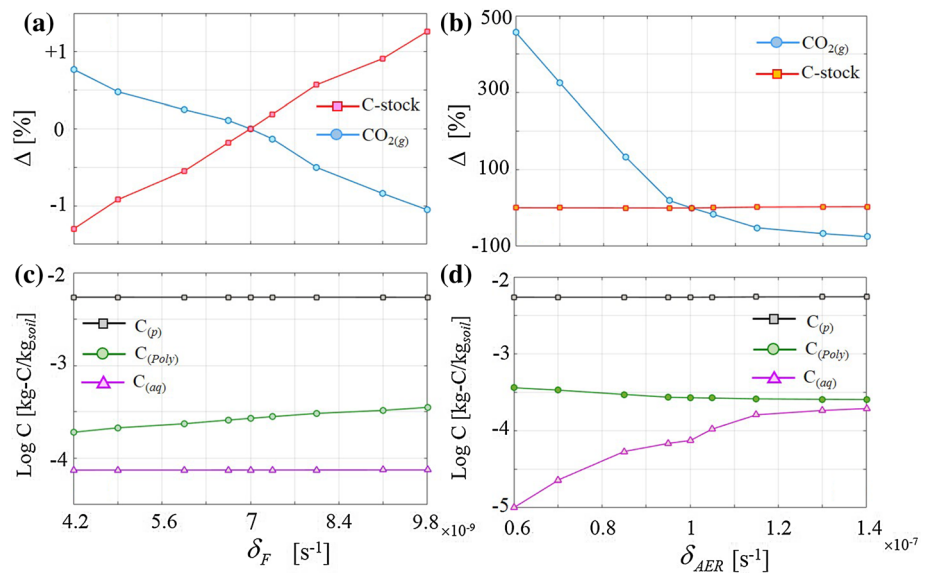 (a)
+1
0
-1
Δ [%]
C-stock
CO2(g)
(b)
500
300
100
-100
Δ [%]
CO2(g)
C-stock
(c)
-2
-3
-4
Log C [kg-C/kgsoil]
C(p)
C(Poly)
C(aq)
4.2 5.6 7 8.4 9.8
×10-9
δF [s-1]
(d)
-2
-3
-4
-5
Log C [kg-C/kgsoil]
C(p)
C(Poly)
C(aq)
0.6 0.8 1.0 1.2 1.4
×10-7
δAER [s-1]